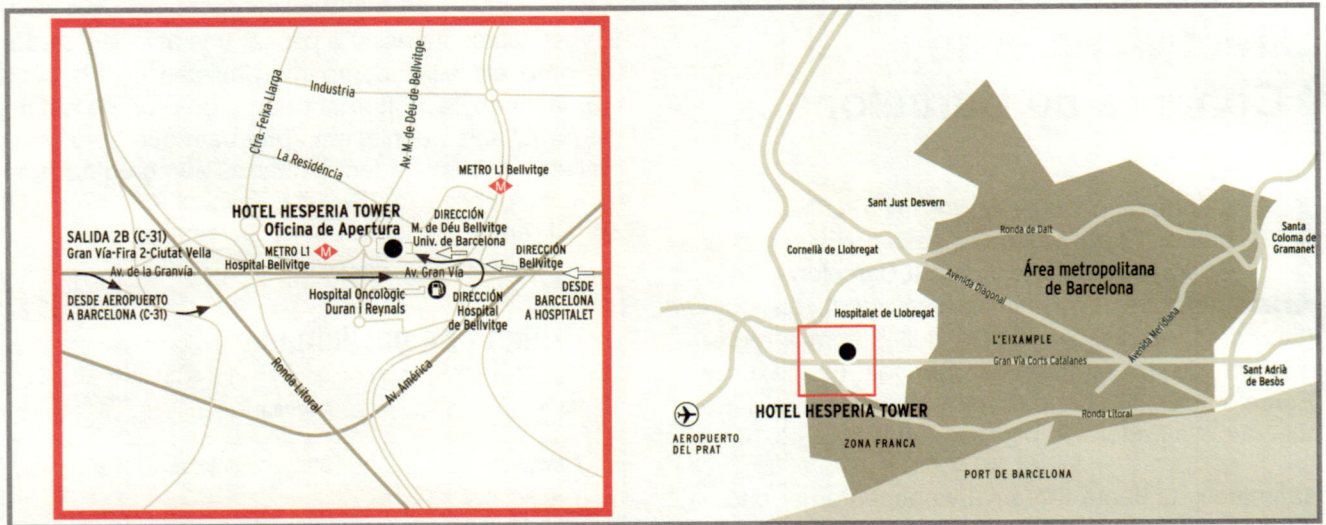 Ctra. Feixa Llarga
Industria
Av. M. de Déu de Bellvitge
La Residéncia
METRO L1 Bellvitge
M
HOTEL HESPERIA TOWER
Oficina de Apertura
DIRECCIÓN
M. de Déu Bellvitge
Univ. de Barcelona
SALIDA 2B (C-31)
Gran Vía-Fira 2-Ciutat Vella
METRO L1
Hospital Bellvitge
M
DIRECCIÓN
Bellvitge
Av. de la Granvía
Av. Gran Vía
DESDE AEROPUERTO
A BARCELONA (C-31)
Hospital Oncològic
Duran i Reynals
DIRECCIÓN
Hospital
de Bellvitge
DESDE
BARCELONA
A HOSPITALET
Ronda Litoral
Av. América
Sant Just Desvern
Ronda de Dalt
Santa
Coloma de
Gramanet
Cornellà de Llobregat
Área metropolitana
de Barcelona
Avenida Diagonal
Hospitalet de Llobregat
Avenida Meridiana
L'EIXAMPLE
Gran Vía Corts Catalanes
Sant Adrià
de Besòs
HOTEL HESPERIA TOWER
Ronda Litoral
AEROPUERTO
DEL PRAT
ZONA FRANCA
PORT DE BARCELONA